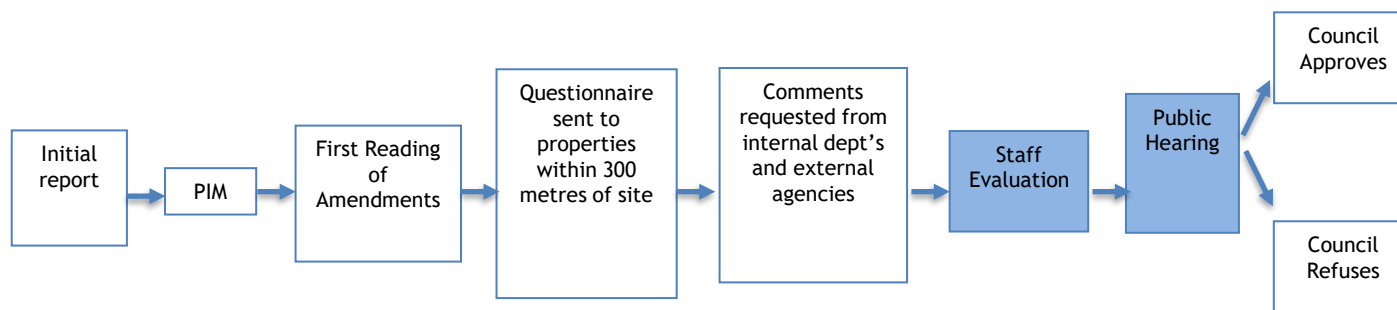 Initial
report
PIM
First Reading
of
Amendments
Questionnaire
sent to
properties
within 300
metres of site
Comments
requested from
internal dept’s
and external
agencies
Staff
Evaluation
Public
Hearing
Council
Approves
Council
Refuses